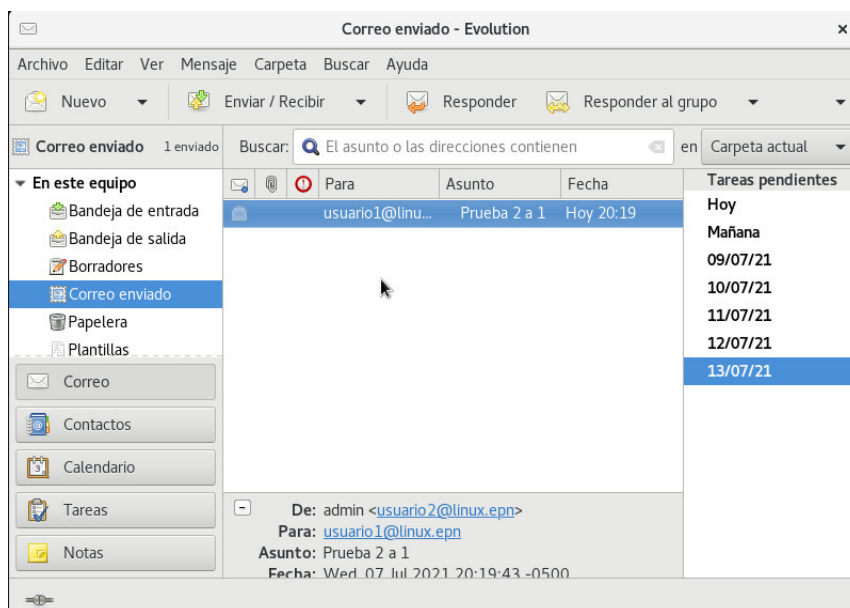 Correo enviado - Evolution
Archivo Editar Ver Mensaje Carpeta Buscar Ayuda
Nuevo Enviar / Recibir Responder Responder al grupo
Correo enviado 1 enviado Buscar: El asunto o las direcciones contienen en Carpeta actual
En este equipo
Bandeja de entrada
Bandeja de salida
Borradores
Correo enviado
Papelera
Plantillas
Correo
Contactos
Calendario
Tareas
Notas
Para Asunto Fecha
usuario1@linu... Prueba 2 a 1 Hoy 20:19
De: admin <usuario2@linux.epn>
Para: usuario1@linux.epn
Asunto: Prueba 2 a 1
Fecha: Wed, 07 Jul 2021 20:19:43 -0500
Tareas pendientes
Hoy
Mañana
09/07/21
10/07/21
11/07/21
12/07/21
13/07/21